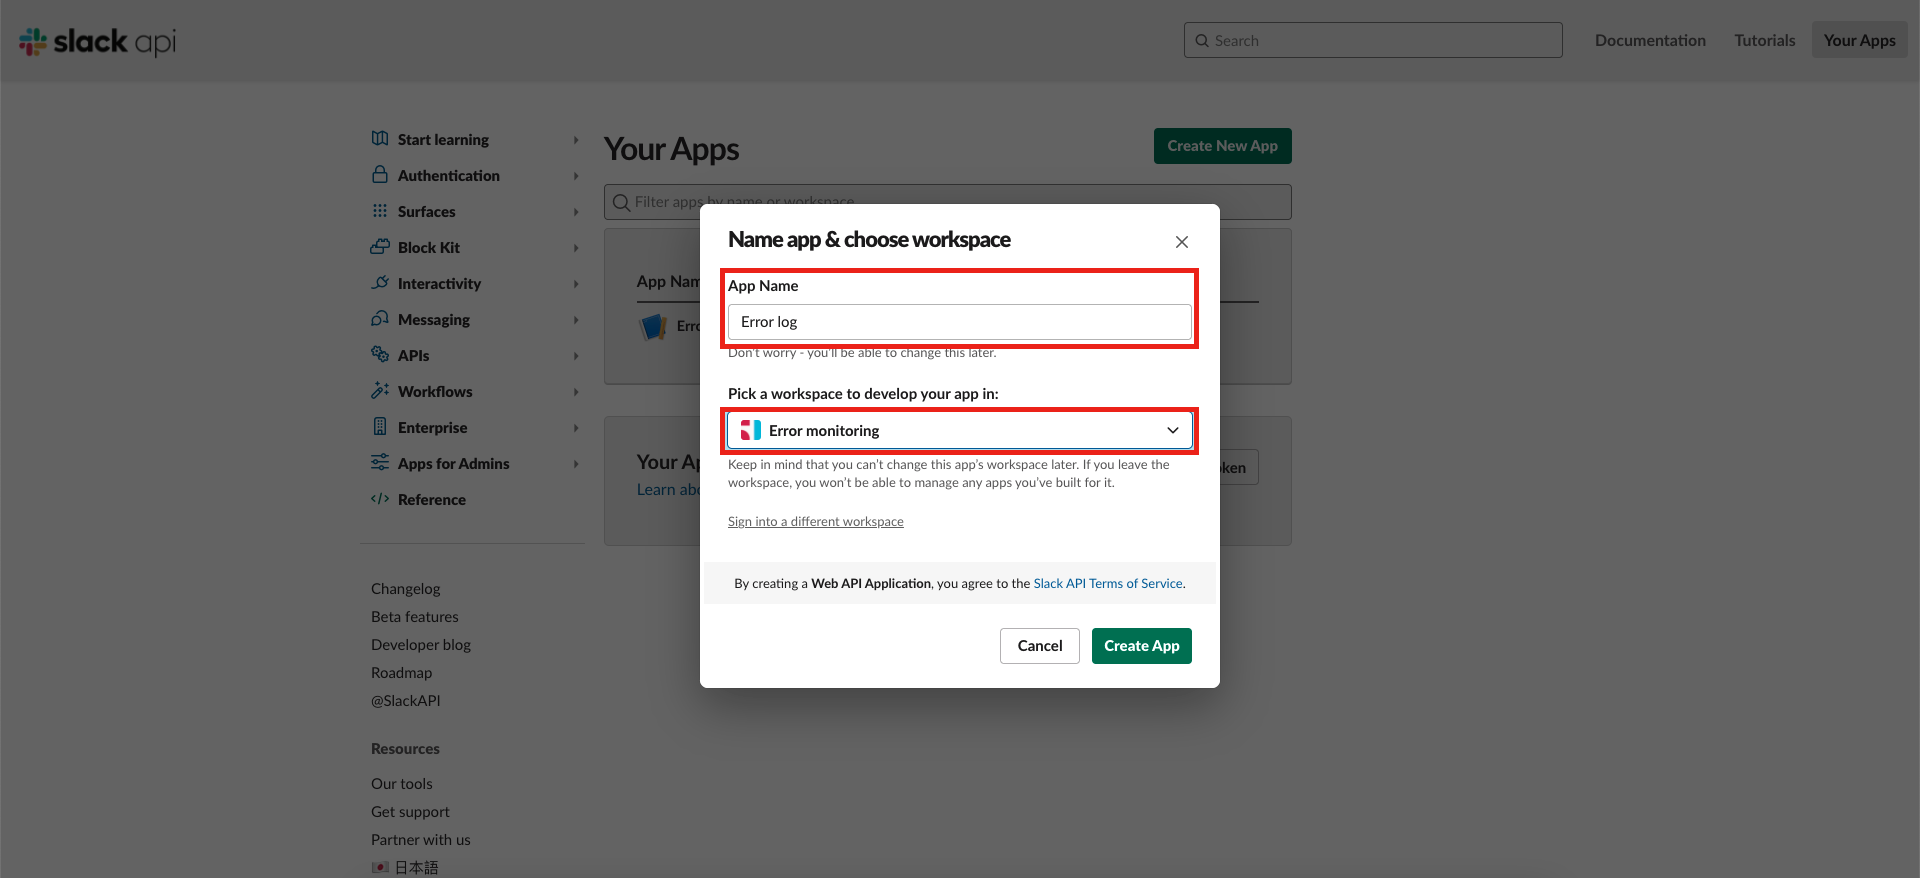 slack api
Search
Documentation
Tutorials
Your Apps
Start learning
Authentication
Surfaces
Block Kit
Interactivity
Messaging
APIs
Workflows
Enterprise
Apps for Admins
Reference
Changelog
Beta features
Developer blog
Roadmap
@SlackAPI
Resources
Our tools
Get support
Partner with us
日本語
Your Apps
Create New App
Filter apps by name or workspace
App Nam
Erro
Your Ap
Learn abo
ken
Name app & choose workspace
App Name
Error log
Don't worry - you'll be able to change this later.
Pick a workspace to develop your app in:
Error monitoring
Keep in mind that you can't change this app's workspace later. If you leave the
workspace, you won't be able to manage any apps you've built for it.
Sign into a different workspace
By creating a Web API Application, you agree to the Slack API Terms of Service.
Cancel
Create App